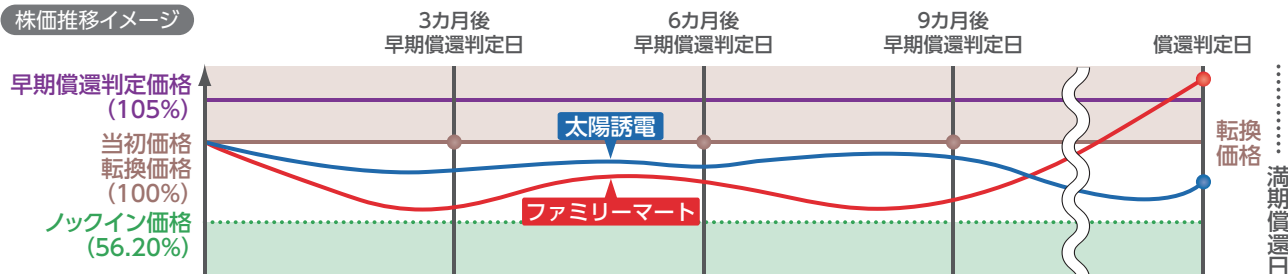 株価推移イメージ
3カ月後
早期償還判定日
6カ月後
早期償還判定日
9カ月後
早期償還判定日
償還判定日
早期償還判定価格
(105%)
当初価格
転換価格
(100%)
ノックイン価格
(56.20%)
太陽誘電
ファミリーマート
転換
価格
満期償還日